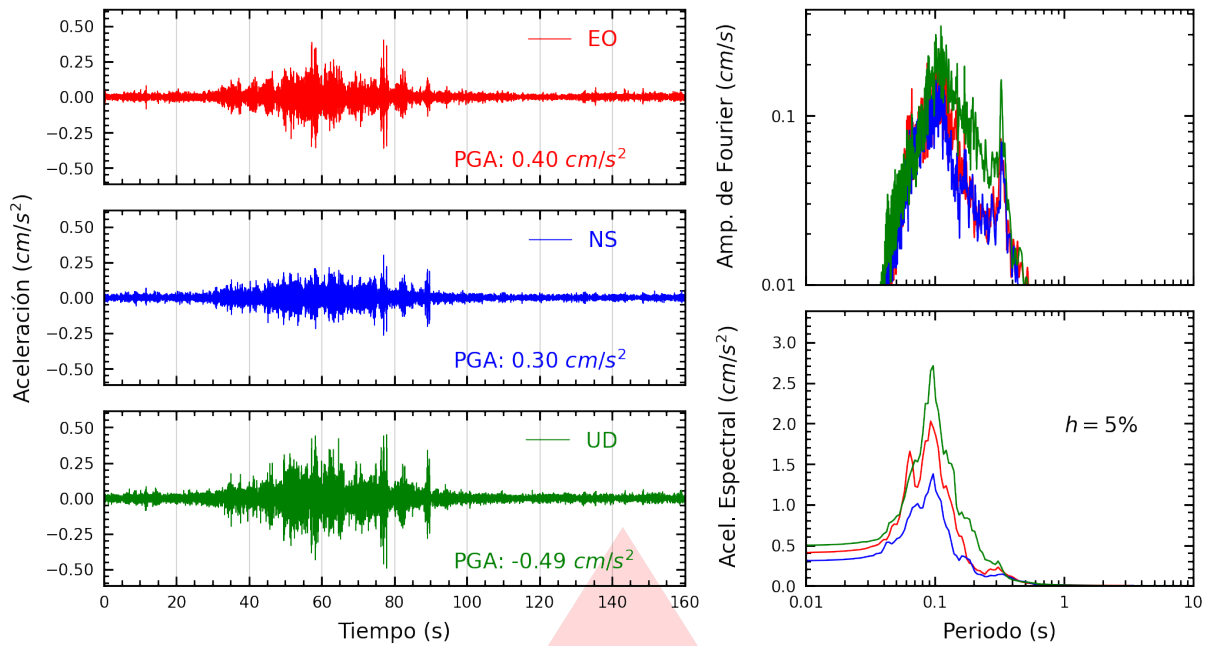 Aceleración (cm/s²)
0.50
0.25
0.00
−0.25
−0.50
EO
PGA: 0.40 cm/s²
0.50
0.25
0.00
−0.25
−0.50
NS
PGA: 0.30 cm/s²
0.50
0.25
0.00
−0.25
−0.50
UD
PGA: -0.49 cm/s²
0 20 40 60 80 100 120 140 160
Tiempo (s)
Amp. de Fourier (cm/s)
0.1
0.01
Acel. Espectral (cm/s²)
3.0
2.5
2.0
1.5
1.0
0.5
0.0
h = 5%
0.01 0.1 1 10
Periodo (s)